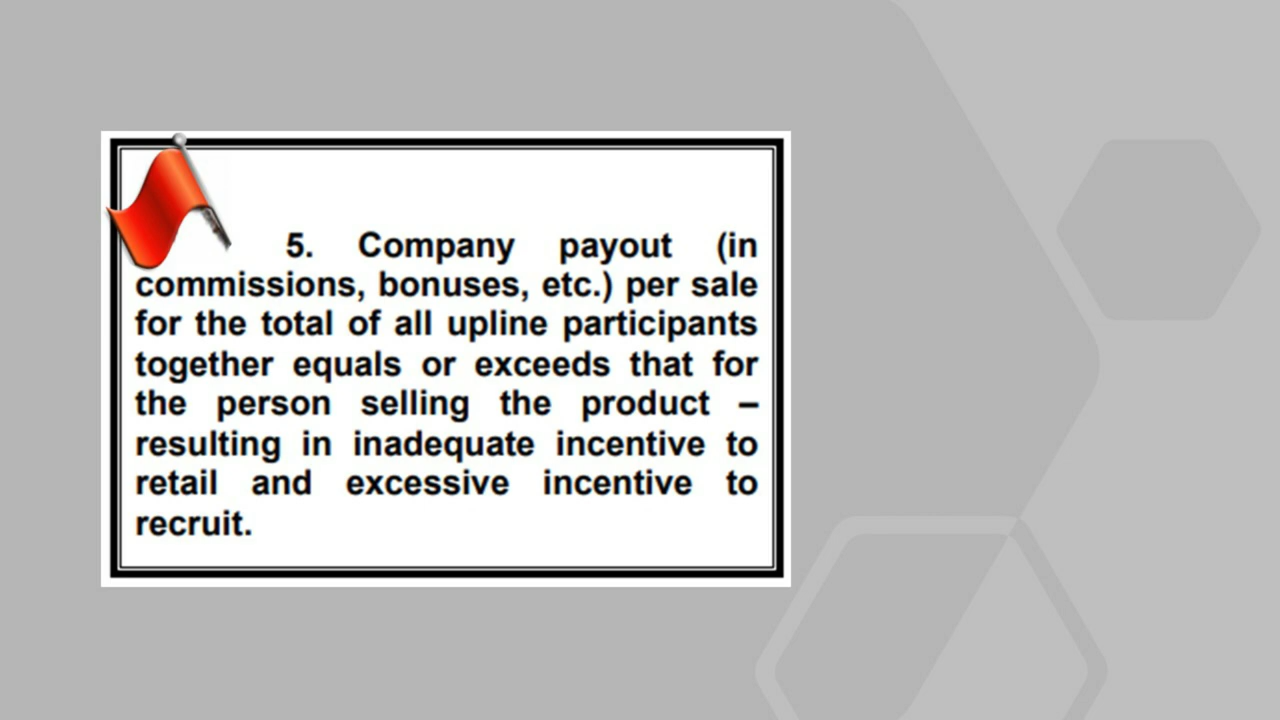 5. Company payout (in
commissions, bonuses, etc.) per sale
for the total of all upline participants
together equals or exceeds that for
the person selling the product –
resulting in inadequate incentive to
retail and excessive incentive to
recruit.